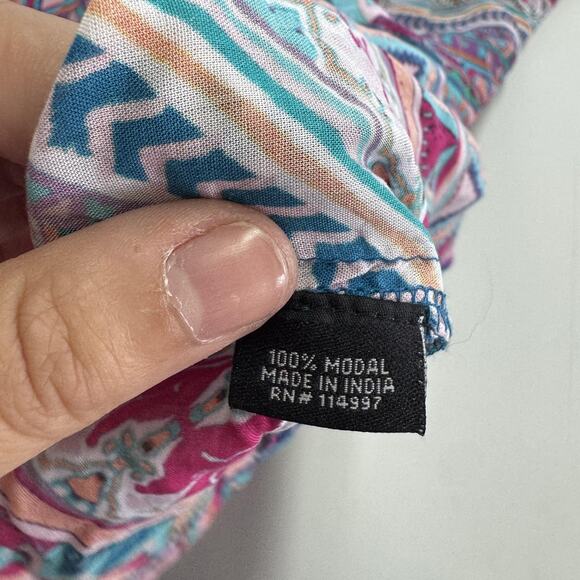 100% MODAL
MADE IN INDIA
RN# 114997